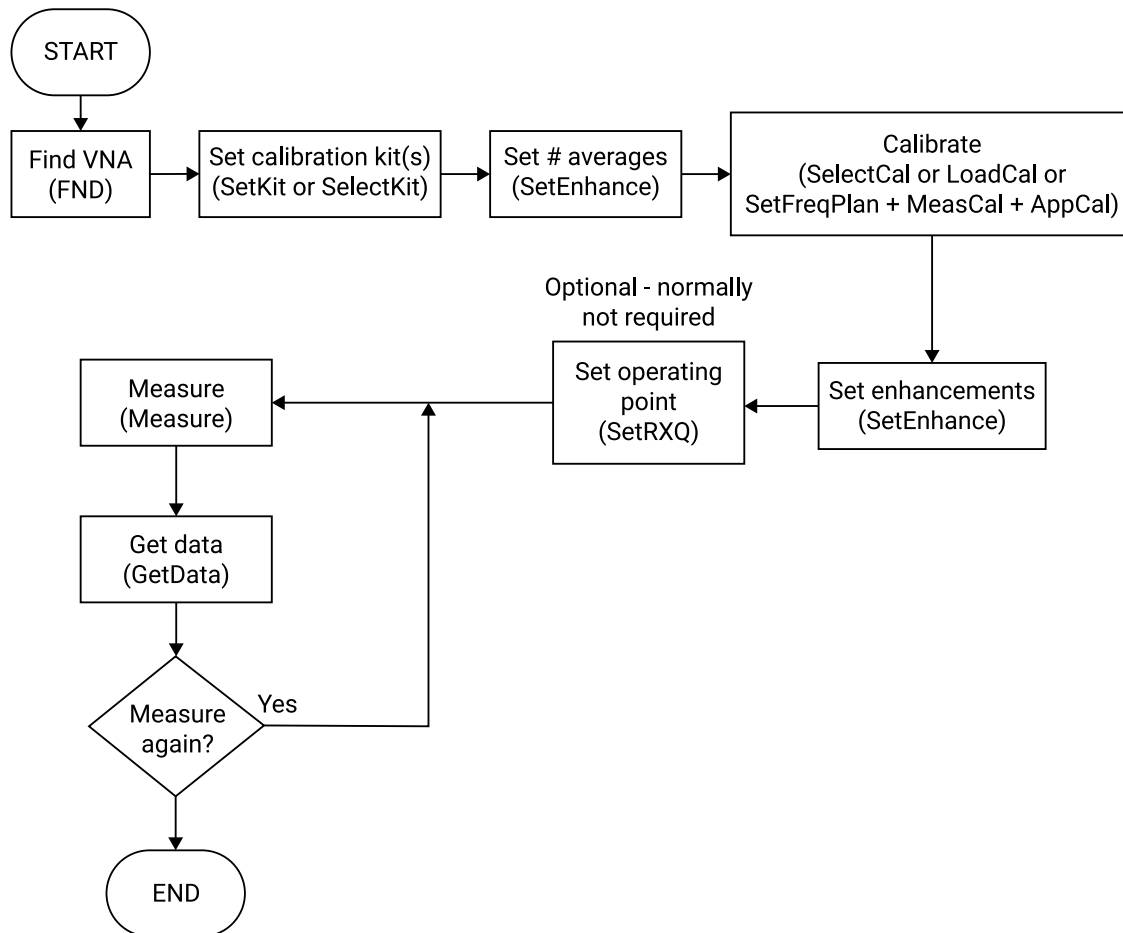 START
Find VNA
(FND)
Set calibration kit(s)
(SetKit or SelectKit)
Set # averages
(SetEnhance)
Calibrate
(SelectCal or LoadCal or
SetFreqPlan + MeasCal + AppCal)
Set enhancements
(SetEnhance)
Optional - normally
not required
Set operating
point
(SetRXQ)
Measure
(Measure)
Get data
(GetData)
Measure
again?
Yes
END